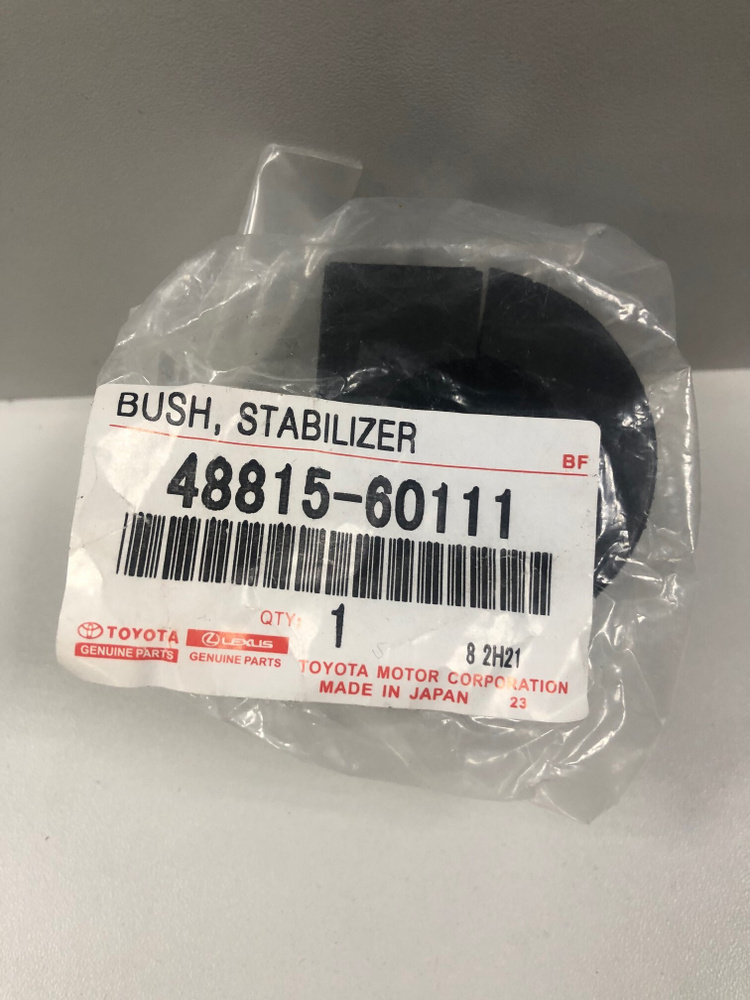 BUSH, STABILIZER
BF
48815-60111
QTY: 1
8 2H21
TOYOTA
GENUINE PARTS
LEXUS
GENUINE PARTS
TOYOTA MOTOR CORPORATION
MADE IN JAPAN 23